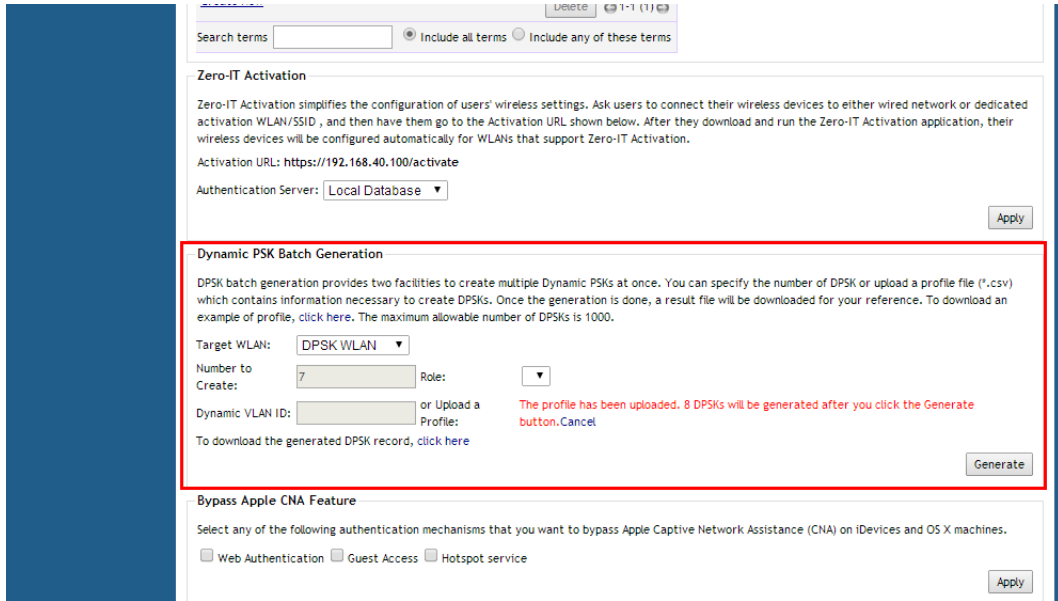 Create New
Delete 1-1 (1)
Search terms Include all terms Include any of these terms
Zero-IT Activation
Zero-IT Activation simplifies the configuration of users' wireless settings. Ask users to connect their wireless devices to either wired network or dedicated
activation WLAN/SSID , and then have them go to the Activation URL shown below. After they download and run the Zero-IT Activation application, their
wireless devices will be configured automatically for WLANs that support Zero-IT Activation.
Activation URL: https://192.168.40.100/activate
Authentication Server: Local Database
Apply
Dynamic PSK Batch Generation
DPSK batch generation provides two facilities to create multiple Dynamic PSKs at once. You can specify the number of DPSK or upload a profile file (*.csv)
which contains information necessary to create DPSKs. Once the generation is done, a result file will be downloaded for your reference. To download an
example of profile, click here. The maximum allowable number of DPSKs is 1000.
Target WLAN: DPSK WLAN
Number to
Create: 7 Role:
Dynamic VLAN ID: or Upload a
Profile: The profile has been uploaded. 8 DPSKs will be generated after you click the Generate
button.Cancel
To download the generated DPSK record, click here
Generate
Bypass Apple CNA Feature
Select any of the following authentication mechanisms that you want to bypass Apple Captive Network Assistance (CNA) on iDevices and OS X machines.
Web Authentication Guest Access Hotspot service
Apply